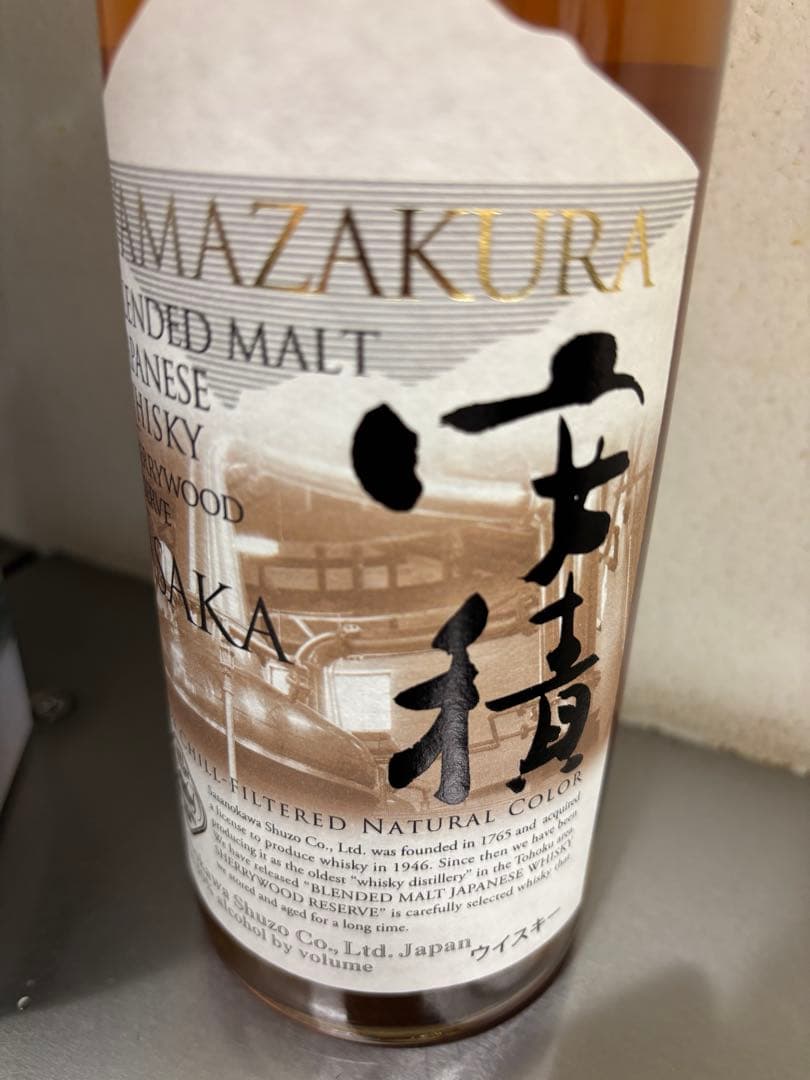 AMAZAKURA
LENDED MALT
PANESE
HISKY
RRYWOOD
ERVE
SAKA
安積
CHILL-FILTERED NATURAL COLOR
Sasanokawa Shuzo Co., Ltd. was founded in 1765 and acquired
a license to produce whisky in 1946. Since then we have been
producing it as the oldest "whisky distillery" in the Tohoku area.
We have released "BLENDED MALT JAPANESE WHISKY
SHERRYWOOD RESERVE" is carefully selected whisky that
we stored and aged for a long time.
kawa Shuzo Co., Ltd. Japan
alcohol by volume
ウイスキー